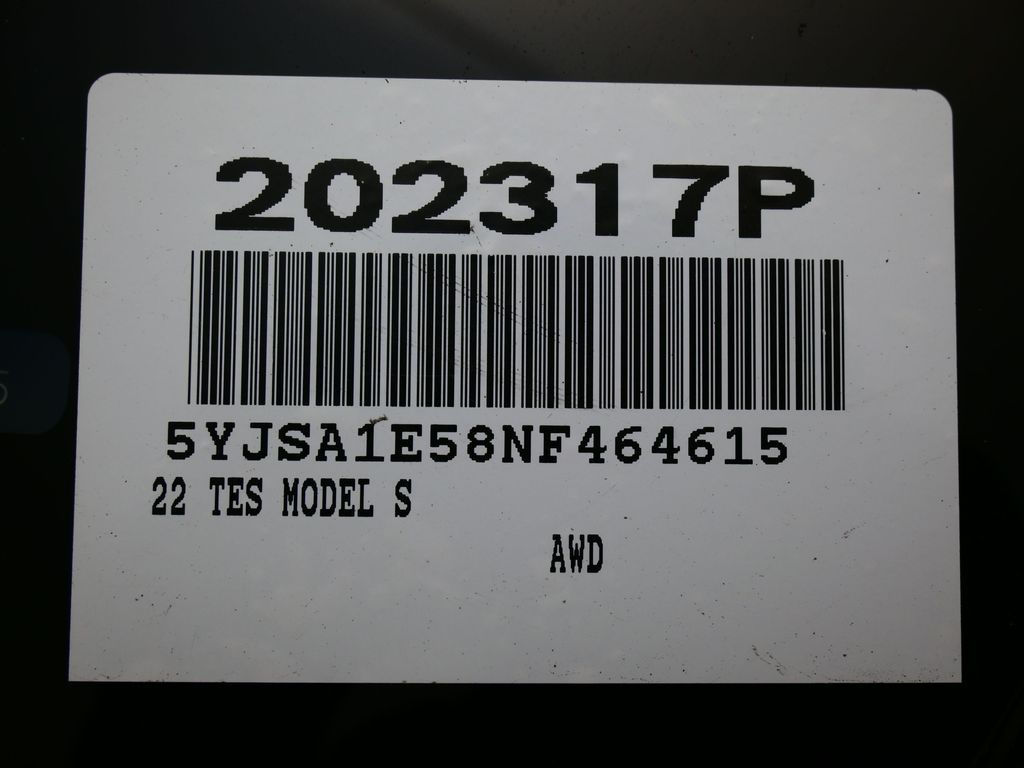 202317P
5YJSA1E58NF464615
22 TES MODEL S
AWD